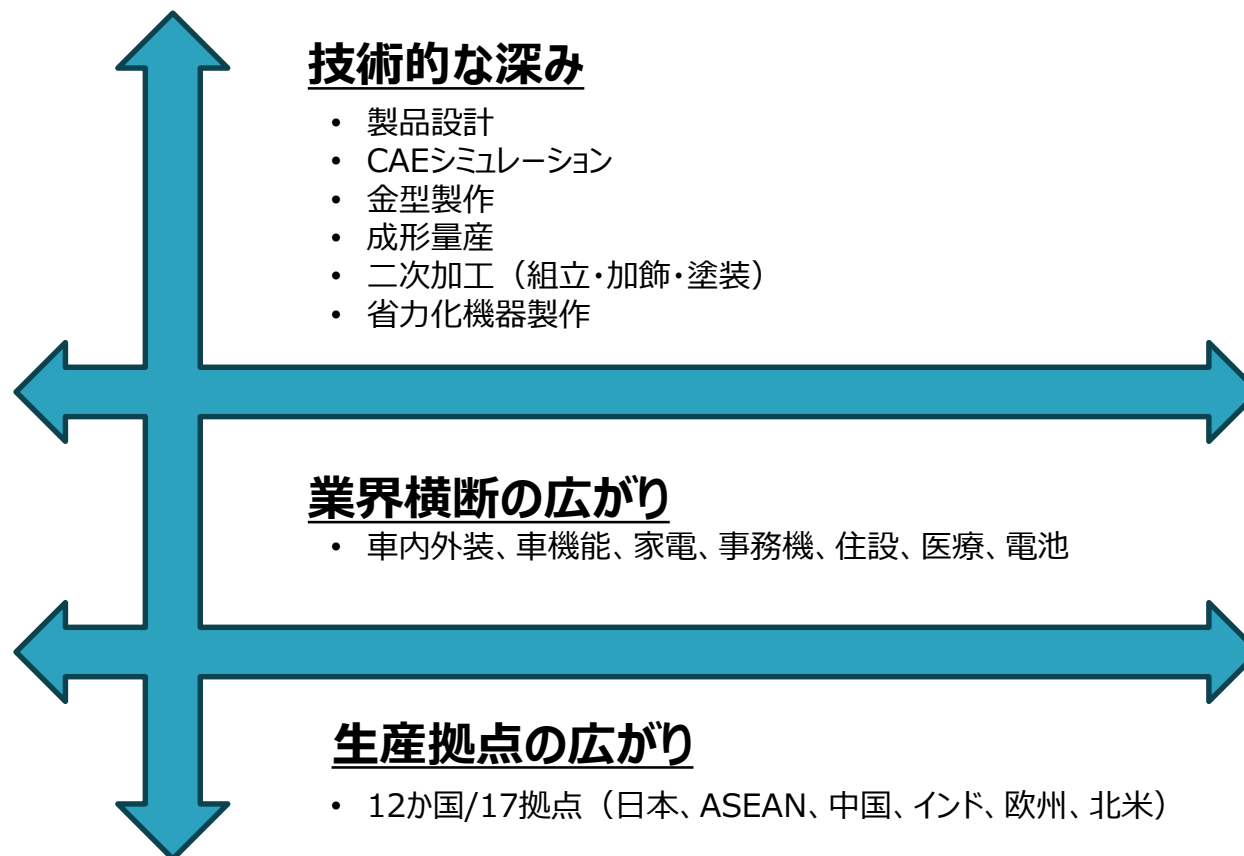 技術的な深み
• 製品設計
• CAEシミュレーション
• 金型製作
• 成形量産
• 二次加工（組立・加飾・塗装）
• 省力化機器製作
業界横断の広がり
• 車内外装、車機能、家電、事務機、住設、医療、電池
生産拠点の広がり
• 12か国/17拠点（日本、ASEAN、中国、インド、欧州、北米）